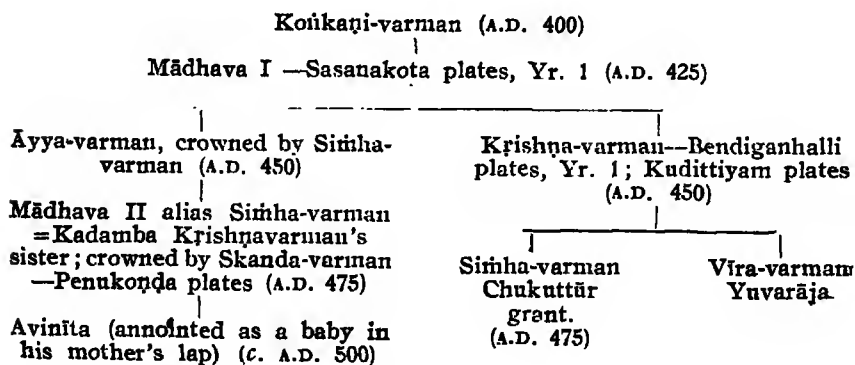 Koṅkaṇi-varman (A.D. 400)
Mādhava I —Sasanakota plates, Yr. 1 (A.D. 425)
Āyya-varman, crowned by Siṁha-
varman (A.D. 450)
Mādhava II alias Siṁha-varman
=Kadamba Kṛishṇavarman's
sister; crowned by Skanda-varman
—Penukoṇḍa plates (A.D. 475)
Avinīta (annointed as a baby in
his mother's lap) (c. A.D. 500)
Kṛishṇa-varman—Bendiganhalli
plates, Yr. 1; Kudittiyam plates
(A.D. 450)
Siṁha-varman
Chukuttūr
grant.
(A.D. 475)
Vīra-varmam
Yuvarāja